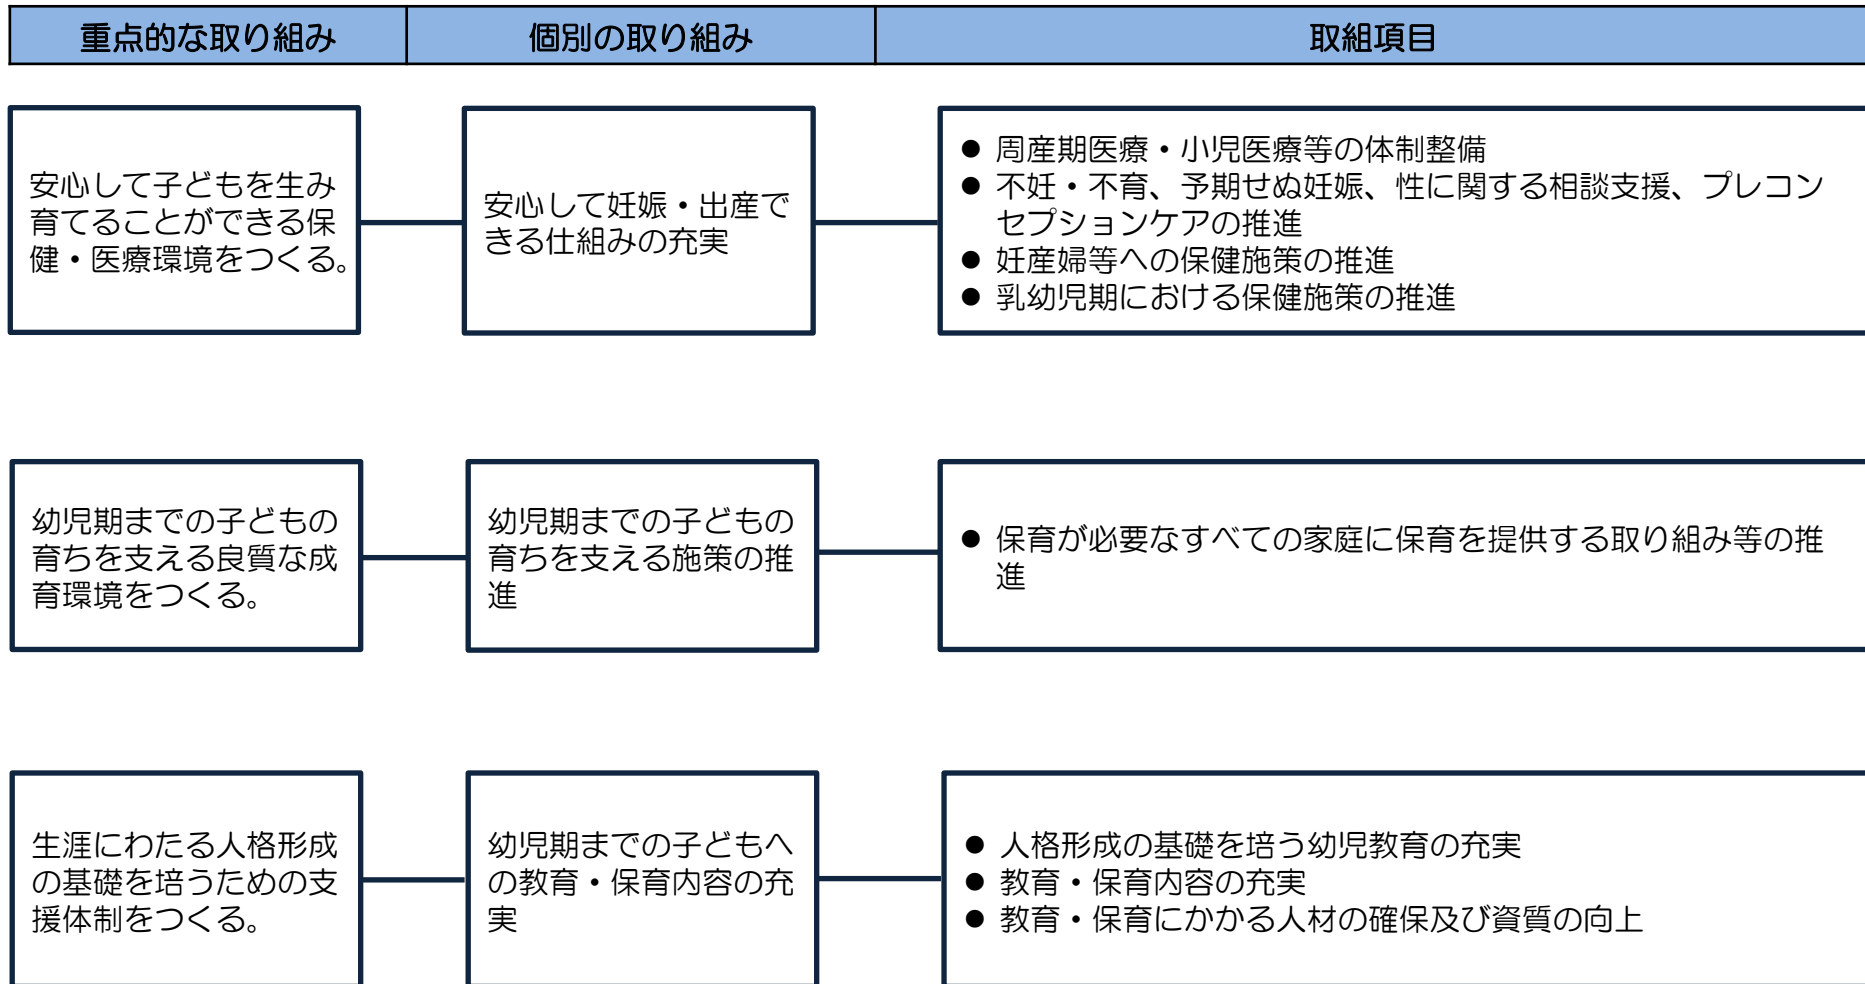 重点的な取り組み
個別の取り組み
取組項目
安心して子どもを生み
育てることができる保
健・医療環境をつくる。
安心して妊娠・出産で
きる仕組みの充実
● 周産期医療・小児医療等の体制整備
● 不妊・不育、予期せぬ妊娠、性に関する相談支援、プレコン
セプションケアの推進
● 妊産婦等への保健施策の推進
● 乳幼児期における保健施策の推進
幼児期までの子どもの
育ちを支える良質な成
育環境をつくる。
幼児期までの子どもの
育ちを支える施策の推
進
● 保育が必要なすべての家庭に保育を提供する取り組み等の推
進
生涯にわたる人格形成
の基礎を培うための支
援体制をつくる。
幼児期までの子どもへ
の教育・保育内容の充
実
● 人格形成の基礎を培う幼児教育の充実
● 教育・保育内容の充実
● 教育・保育にかかる人材の確保及び資質の向上